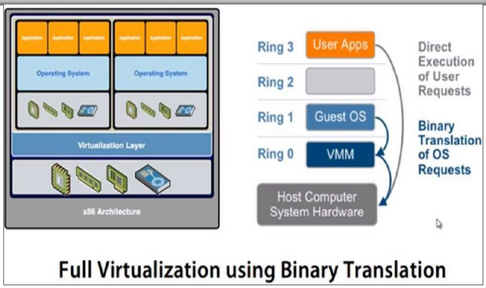 Application Application Application Application Application Application
Operating System Operating System
Virtualization Layer
x86 Architecture
Ring 3 User Apps
Ring 2
Ring 1 Guest OS
Ring 0 VMM
Host Computer
System Hardware
Direct
Execution
of User
Requests
Binary
Translation
of OS
Requests
Full Virtualization using Binary Translation